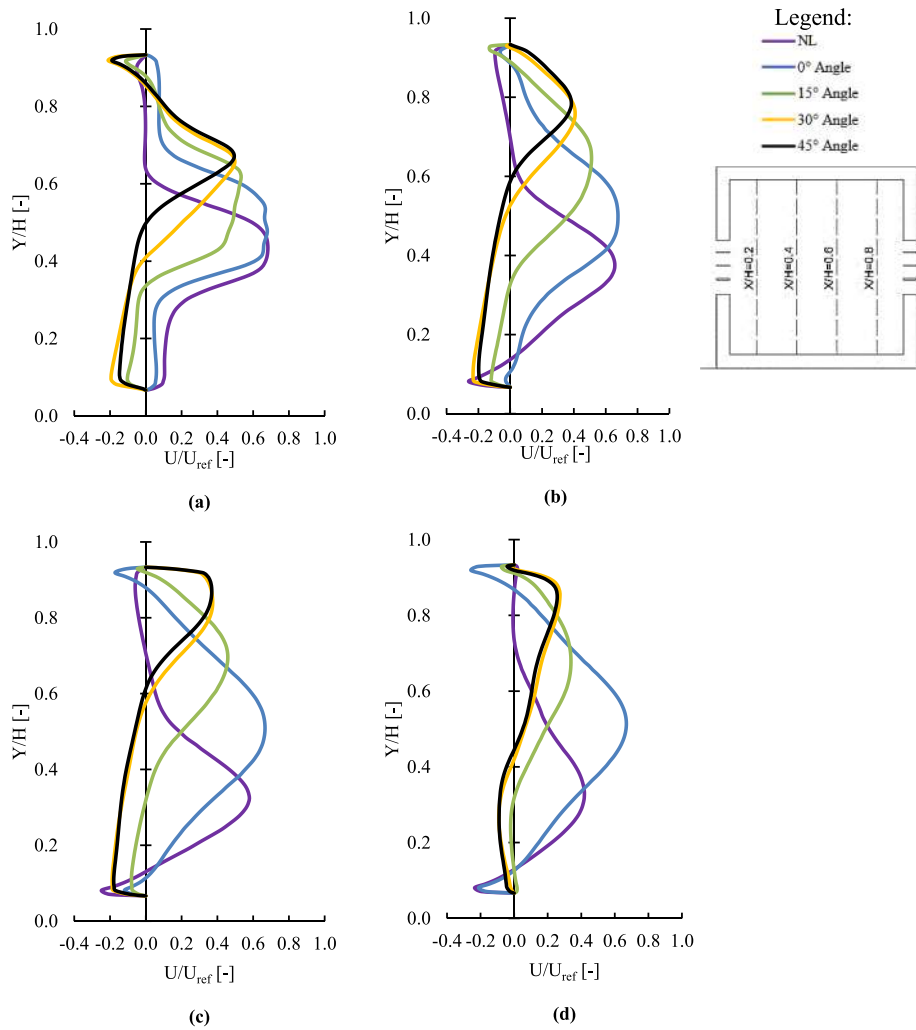 Legend:
NL
0° Angle
15° Angle
30° Angle
45° Angle
X/H=0.2
X/H=0.4
X/H=0.6
X/H=0.8
Y/H [-]
1.0
0.8
0.6
0.4
0.2
0.0
-0.4 -0.2 0.0 0.2 0.4 0.6 0.8 1.0
U/Uref [-]
(a)
Y/H [-]
1.0
0.8
0.6
0.4
0.2
0.0
-0.4 -0.2 0.0 0.2 0.4 0.6 0.8 1.0
U/Uref [-]
(b)
Y/H [-]
1.0
0.8
0.6
0.4
0.2
0.0
-0.4 -0.2 0.0 0.2 0.4 0.6 0.8 1.0
U/Uref [-]
(c)
Y/H [-]
1.0
0.8
0.6
0.4
0.2
0.0
-0.4 -0.2 0.0 0.2 0.4 0.6 0.8 1.0
U/Uref [-]
(d)